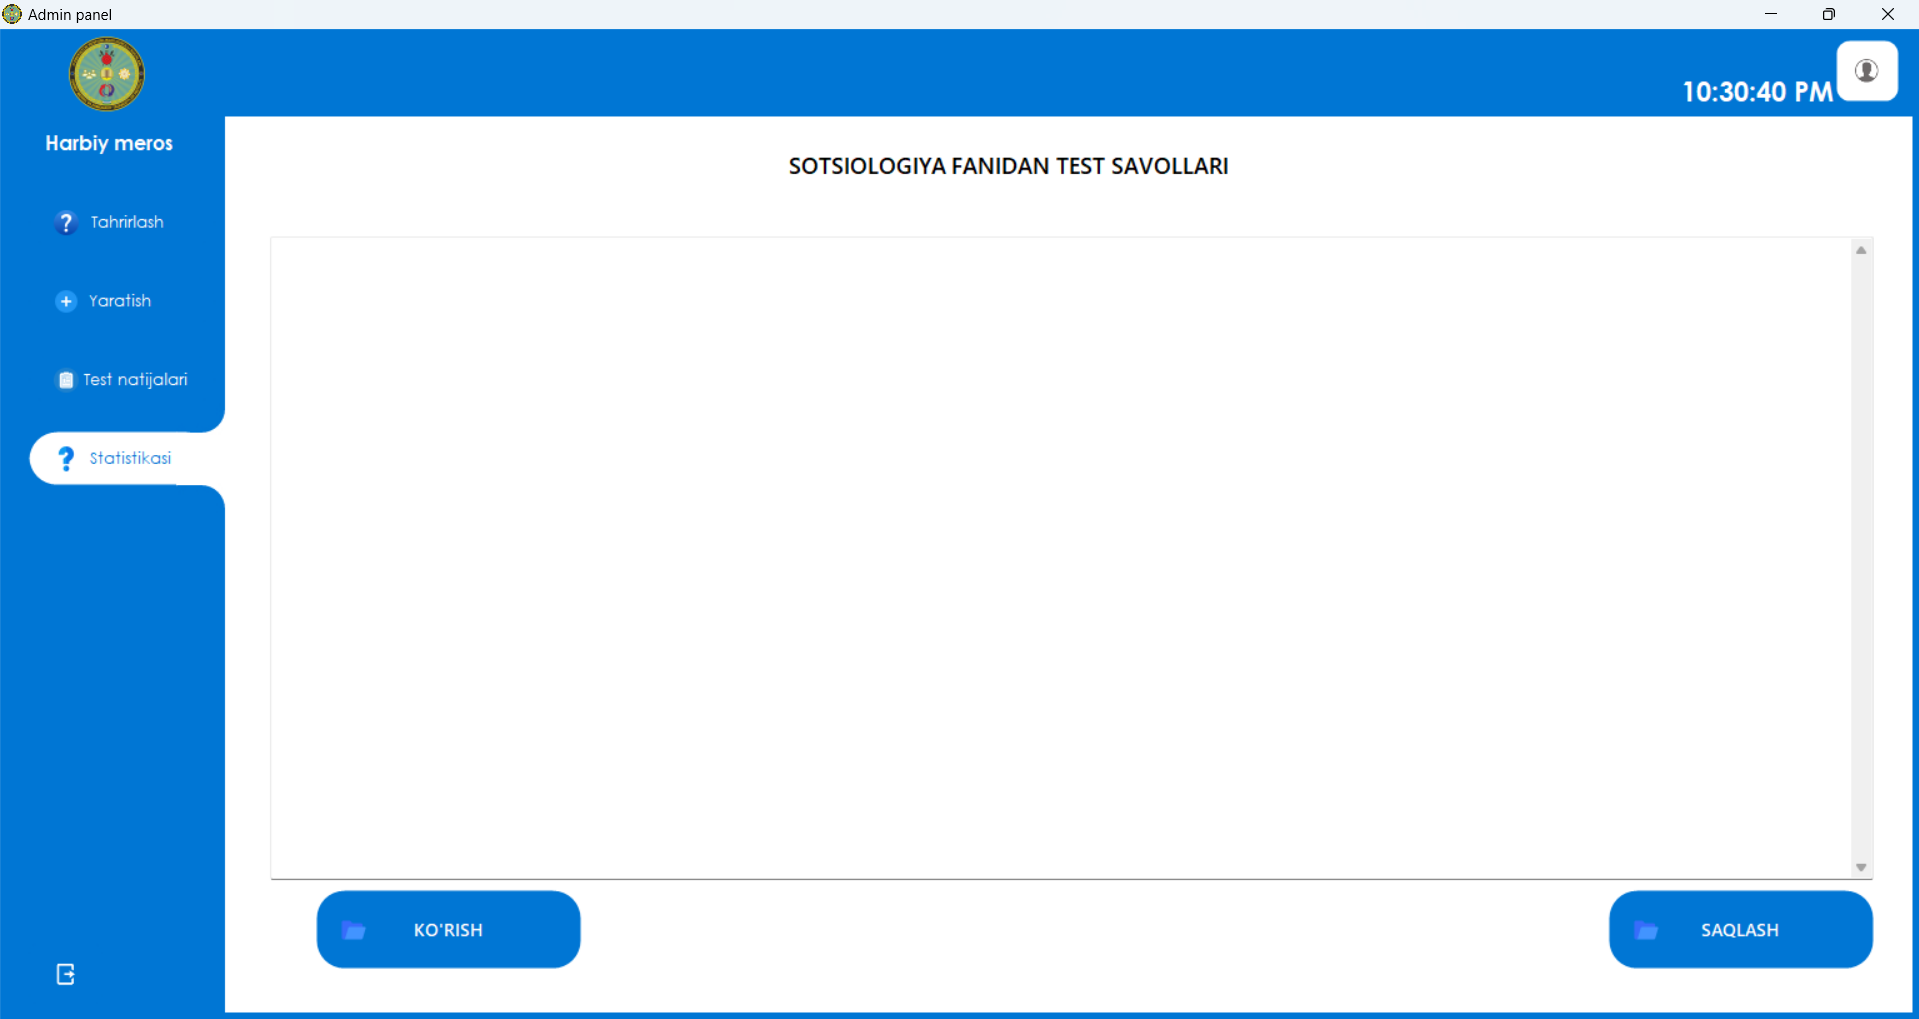 Admin panel
10:30:40 PM
Harbiy meros
SOTSIOLOGIYA FANIDAN TEST SAVOLLARI
Tahrirlash
Yaratish
Test natijalari
Statistikasi
KO'RISH
SAQLASH